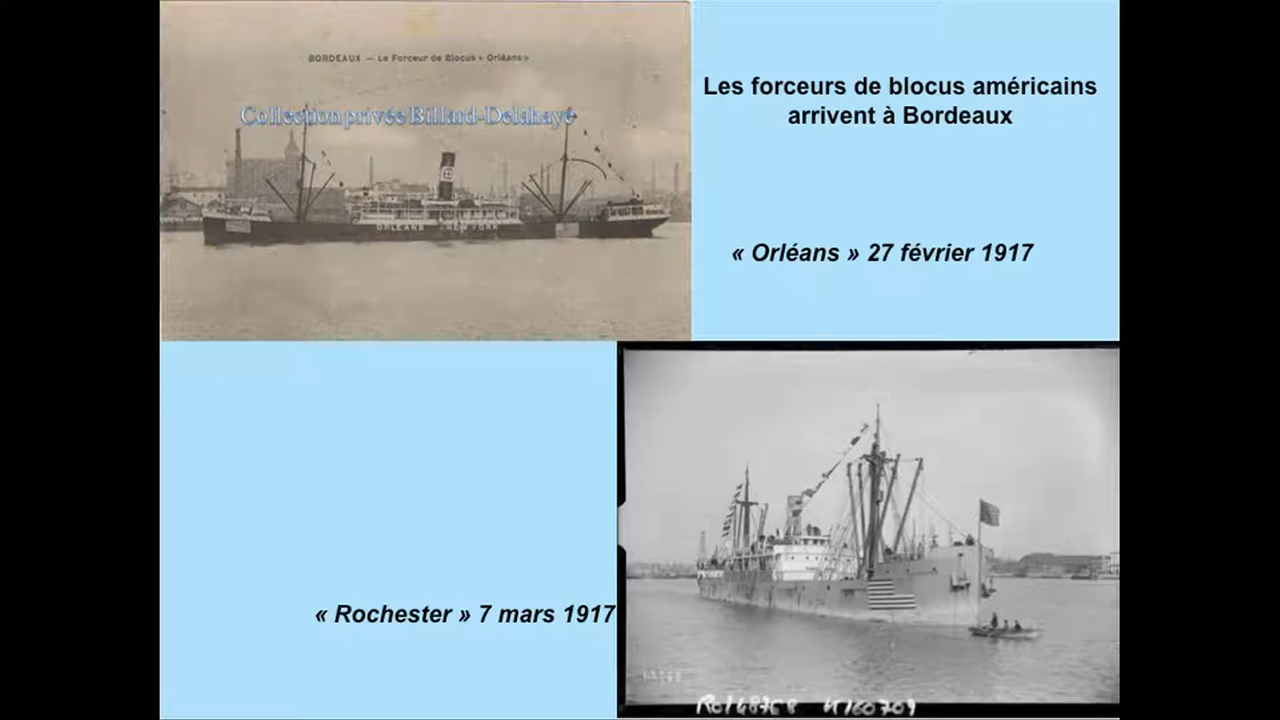 BORDEAUX — Le Forceur de Blocus « Orléans »
Collection privée Billard-Delahaye
ORLEANS NEW YORK
Les forceurs de blocus américains
arrivent à Bordeaux
« Orléans » 27 février 1917
« Rochester » 7 mars 1917